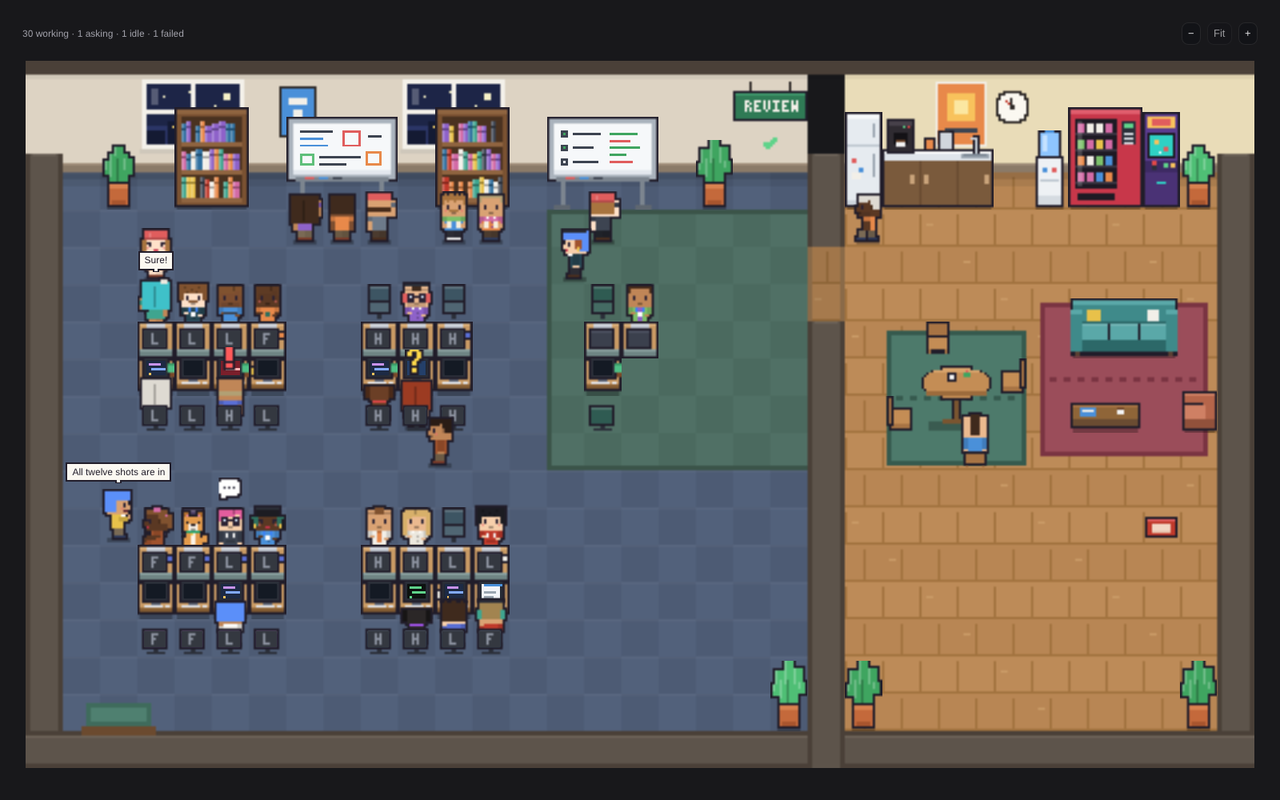 30 working · 1 asking · 1 idle · 1 failed
−
Fit
+
REVIEW
Sure!
L L L F
H H H
!
?
L L H L
H H H
All twelve shots are in
...
F F L L
H H L L
F F L L
H H L F